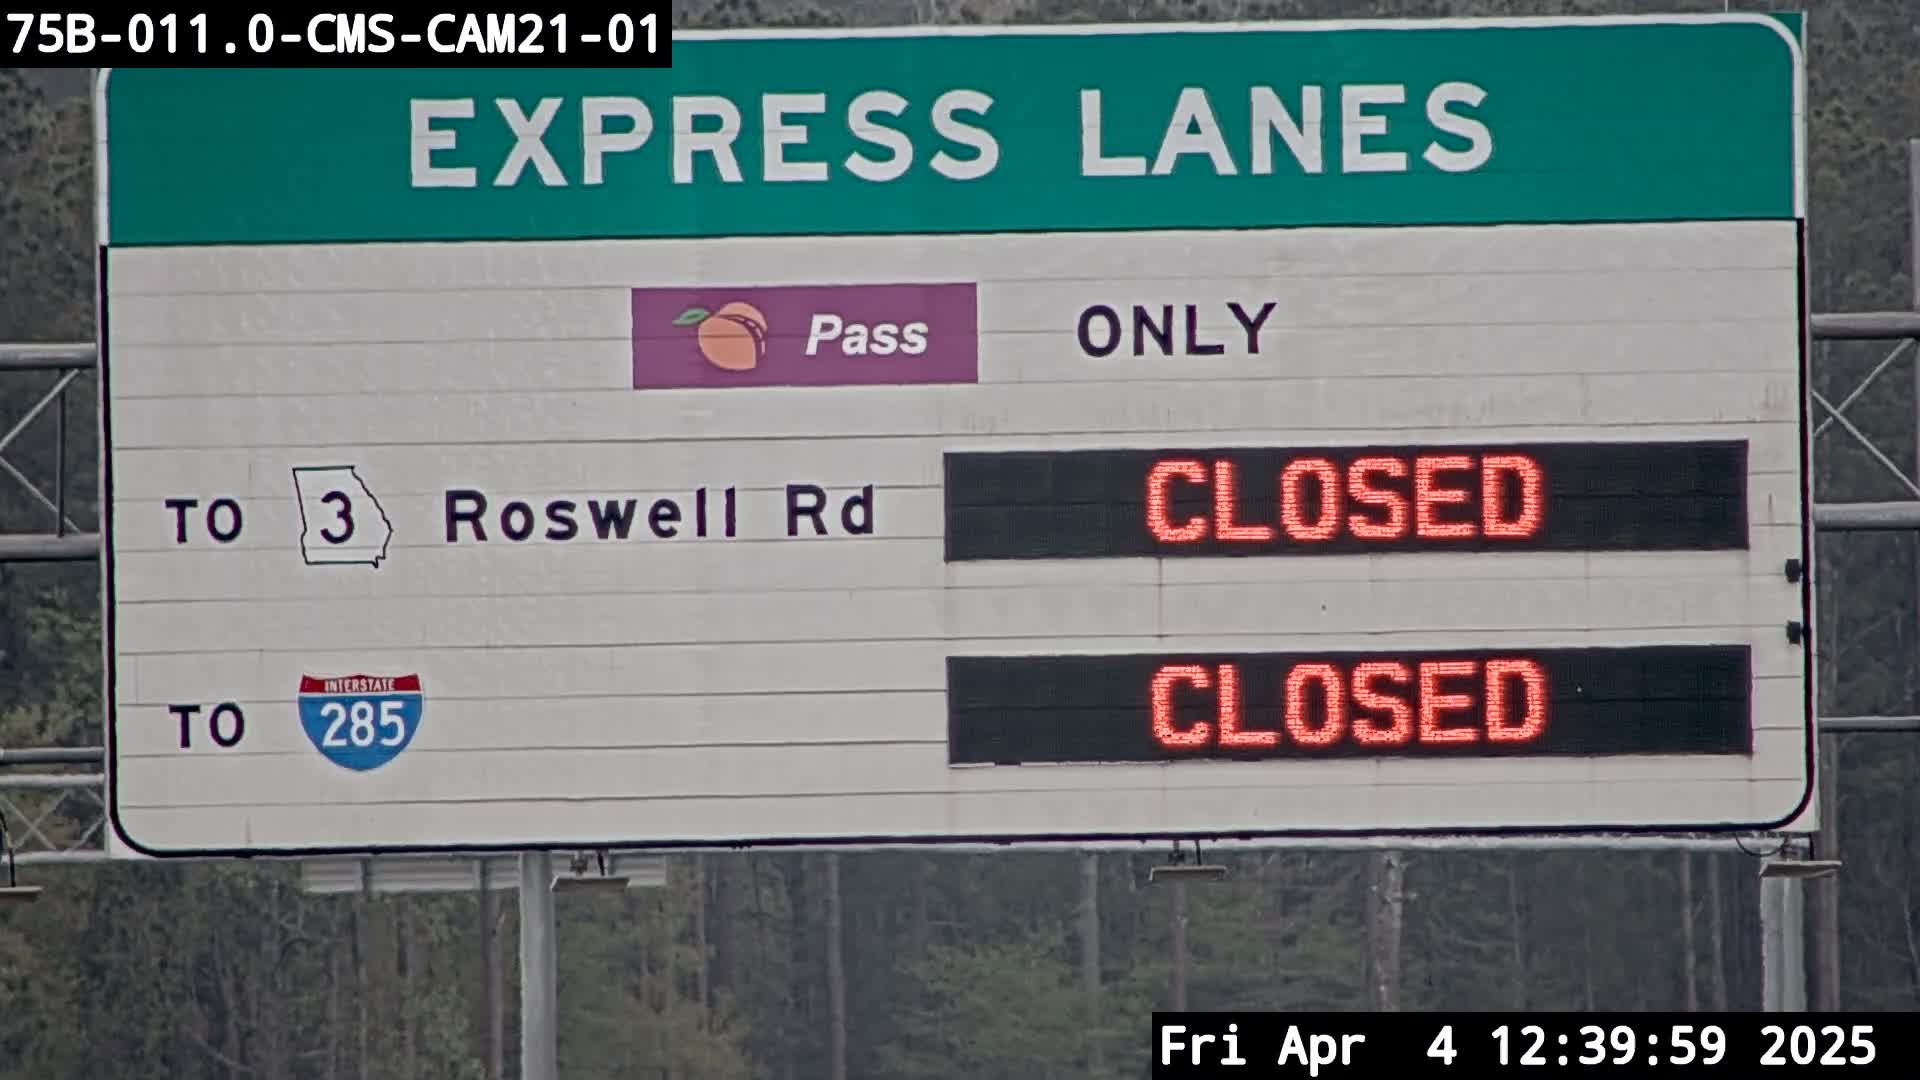 75B-011.0-CMS-CAM21-01
EXPRESS LANES
Pass ONLY
TO 3 Roswell Rd CLOSED
TO INTERSTATE 285 CLOSED
Fri Apr 4 12:39:59 2025